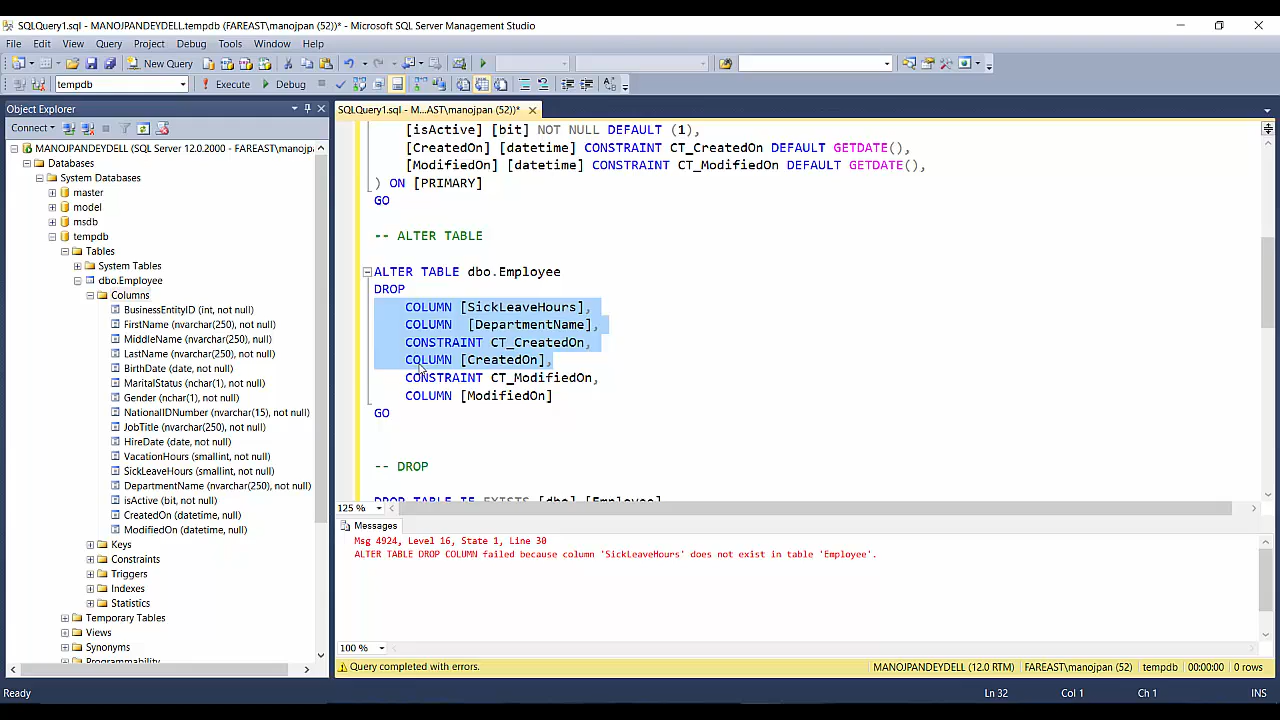 SQLQuery1.sql - MANOJPANDEYDELL.tempdb (FAREAST\manojpan (52))* - Microsoft SQL Server Management Studio
File Edit View Query Project Debug Tools Window Help
New Query
tempdb Execute Debug
Object Explorer
SQLQuery1.sql - M...AST\manojpan (52))*
Connect
MANOJPANDEYDELL (SQL Server 12.0.2000 - FAREAST\manojp
Databases
System Databases
master
model
msdb
tempdb
Tables
System Tables
dbo.Employee
Columns
BusinessEntityID (int, not null)
FirstName (nvarchar(250), not null)
MiddleName (nvarchar(250), null)
LastName (nvarchar(250), not null)
BirthDate (date, not null)
MaritalStatus (nchar(1), not null)
Gender (nchar(1), not null)
NationalIDNumber (nvarchar(15), not null)
JobTitle (nvarchar(250), not null)
HireDate (date, not null)
VacationHours (smallint, not null)
SickLeaveHours (smallint, not null)
DepartmentName (nvarchar(250), not null)
isActive (bit, not null)
CreatedOn (datetime, null)
ModifiedOn (datetime, null)
Keys
Constraints
Triggers
Indexes
Statistics
Temporary Tables
Views
Synonyms
Programmability
[isActive] [bit] NOT NULL DEFAULT (1),
[CreatedOn] [datetime] CONSTRAINT CT_CreatedOn DEFAULT GETDATE(),
[ModifiedOn] [datetime] CONSTRAINT CT_ModifiedOn DEFAULT GETDATE(),
) ON [PRIMARY]
GO
-- ALTER TABLE
ALTER TABLE dbo.Employee
DROP
COLUMN [SickLeaveHours],
COLUMN [DepartmentName],
CONSTRAINT CT_CreatedOn,
COLUMN [CreatedOn],
CONSTRAINT CT_ModifiedOn,
COLUMN [ModifiedOn]
GO
-- DROP
DROP TABLE IF EXISTS [dbo].[Employee]
125 %
Messages
Msg 4924, Level 16, State 1, Line 30
ALTER TABLE DROP COLUMN failed because column 'SickLeaveHours' does not exist in table 'Employee'.
100 %
Query completed with errors. MANOJPANDEYDELL (12.0 RTM) FAREAST\manojpan (52) tempdb 00:00:00 0 rows
Ready Ln 32 Col 1 Ch 1 INS